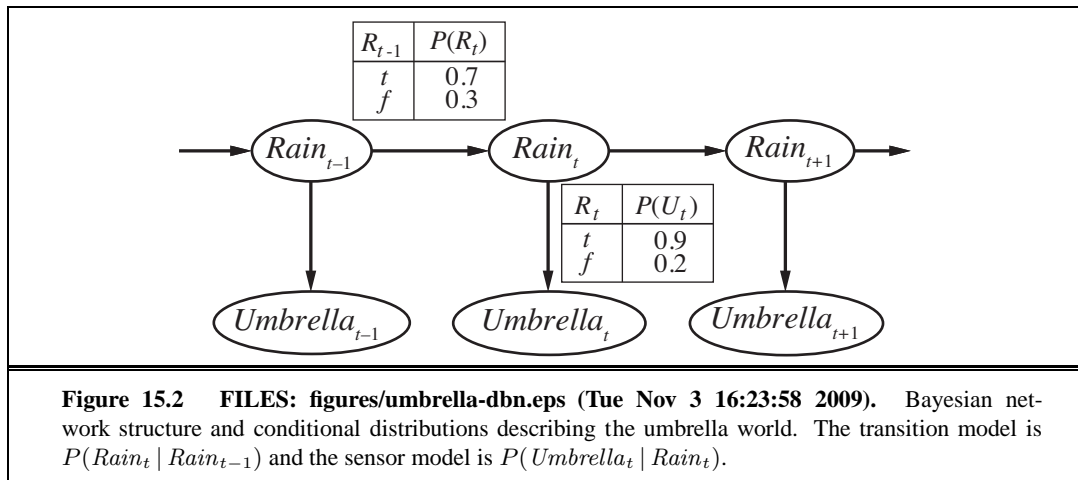 R_{t-1} P(R_t)
t 0.7
f 0.3
Rain_{t-1} Rain_t Rain_{t+1}
R_t P(U_t)
t 0.9
f 0.2
Umbrella_{t-1} Umbrella_t Umbrella_{t+1}
Figure 15.2 FILES: figures/umbrella-dbn.eps (Tue Nov 3 16:23:58 2009). Bayesian net-
work structure and conditional distributions describing the umbrella world. The transition model is
P(Rain_t | Rain_{t-1}) and the sensor model is P(Umbrella_t | Rain_t).